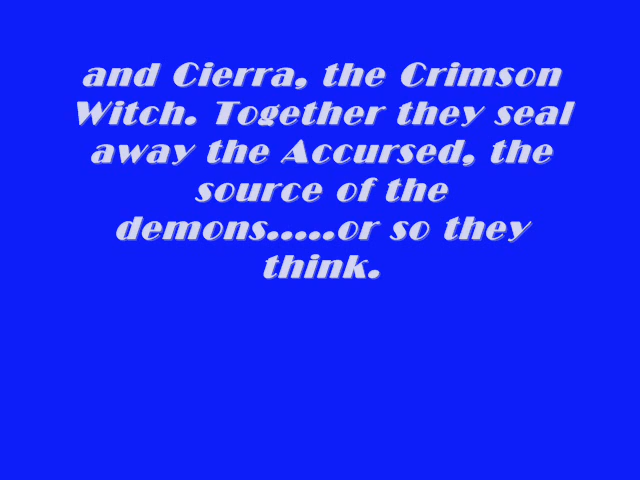 and Cierra, the Crimson
Witch. Together they seal
away the Accursed, the
source of the
demons.....or so they
think.